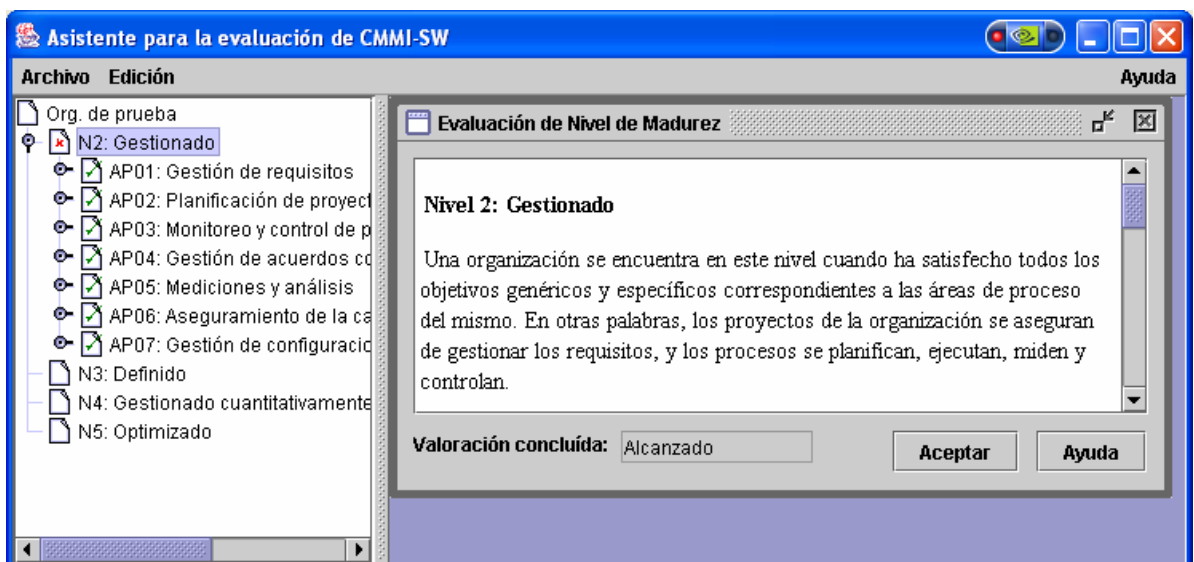 Asistente para la evaluación de CMMI-SW
Archivo Edición Ayuda
Org. de prueba
N2: Gestionado
AP01: Gestión de requisitos
AP02: Planificación de proyect
AP03: Monitoreo y control de p
AP04: Gestión de acuerdos co
AP05: Mediciones y análisis
AP06: Aseguramiento de la ca
AP07: Gestión de configuracio
N3: Definido
N4: Gestionado cuantitativamente
N5: Optimizado
Evaluación de Nivel de Madurez
Nivel 2: Gestionado
Una organización se encuentra en este nivel cuando ha satisfecho todos los
objetivos genéricos y específicos correspondientes a las áreas de proceso
del mismo. En otras palabras, los proyectos de la organización se aseguran
de gestionar los requisitos, y los procesos se planifican, ejecutan, miden y
controlan.
Valoración concluída: Alcanzado
Aceptar Ayuda